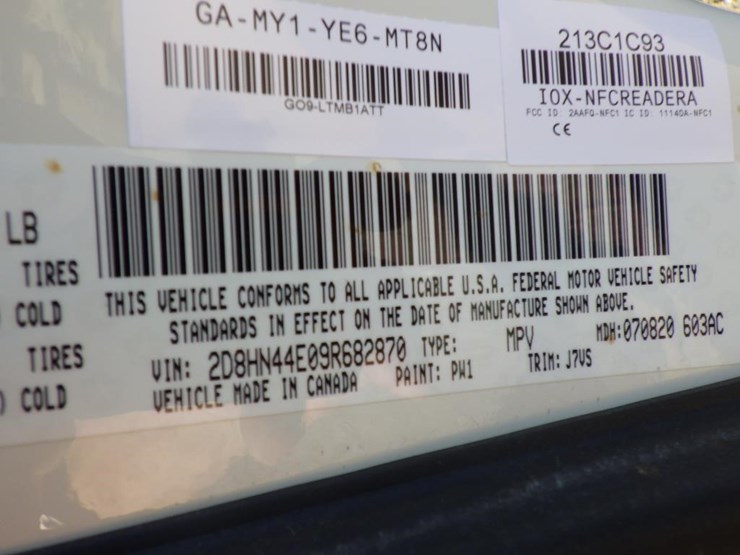 GA-MY1-YE6-MT8N
GO9-LTMB1ATT
213C1C93
IOX-NFCREADERA
FCC ID: 2AAFQ-NFC1 IC ID: 11140A-NFC1
CE
LB
TIRES
COLD
TIRES
COLD
THIS VEHICLE CONFORMS TO ALL APPLICABLE U.S.A. FEDERAL MOTOR VEHICLE SAFETY
STANDARDS IN EFFECT ON THE DATE OF MANUFACTURE SHOWN ABOVE.
VIN: 2D8HN44E09R682870 TYPE: MPV MDH:070820 603AC
VEHICLE MADE IN CANADA PAINT: PW1 TRIM: J7VS